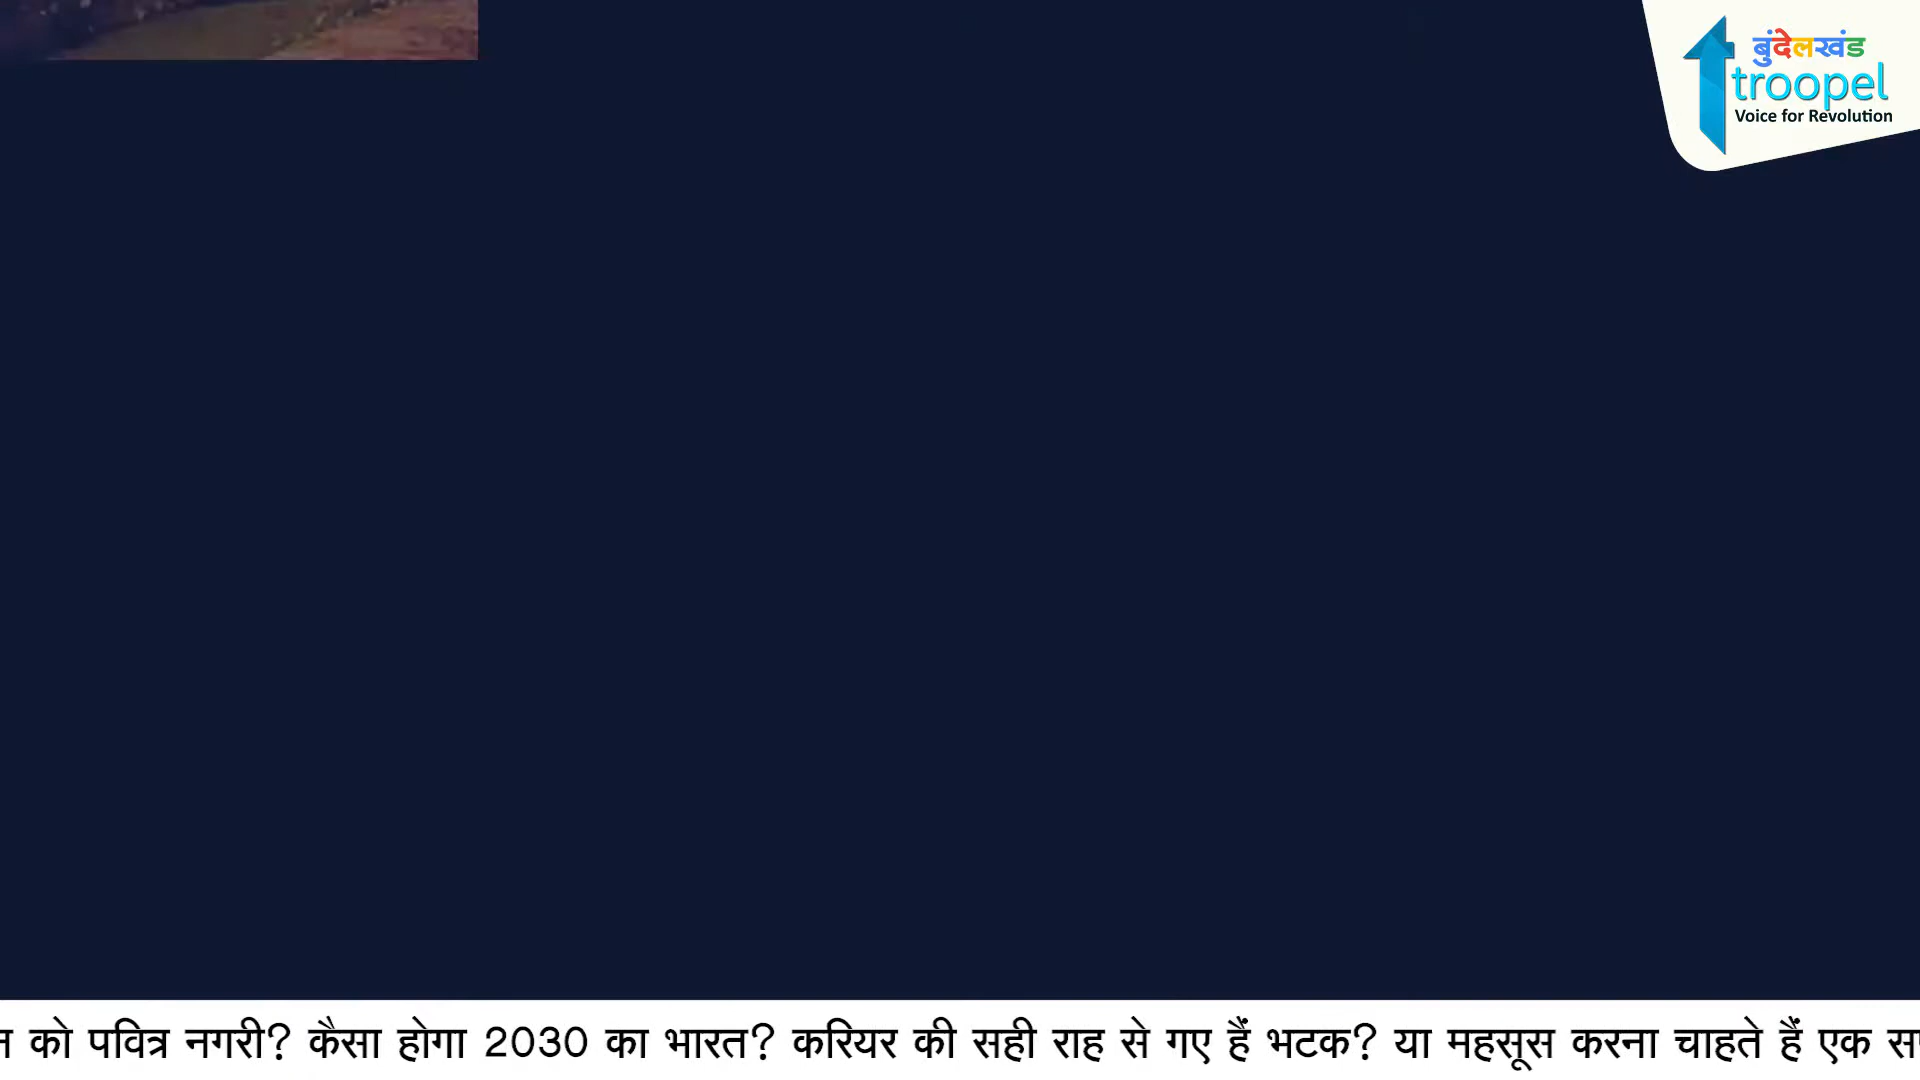 बुंदेलखंड
troopel
Voice for Revolution
को पवित्र नगरी? कैसा होगा 2030 का भारत? करियर की सही राह से गए हैं भटक? या महसूस करना चाहते हैं एक